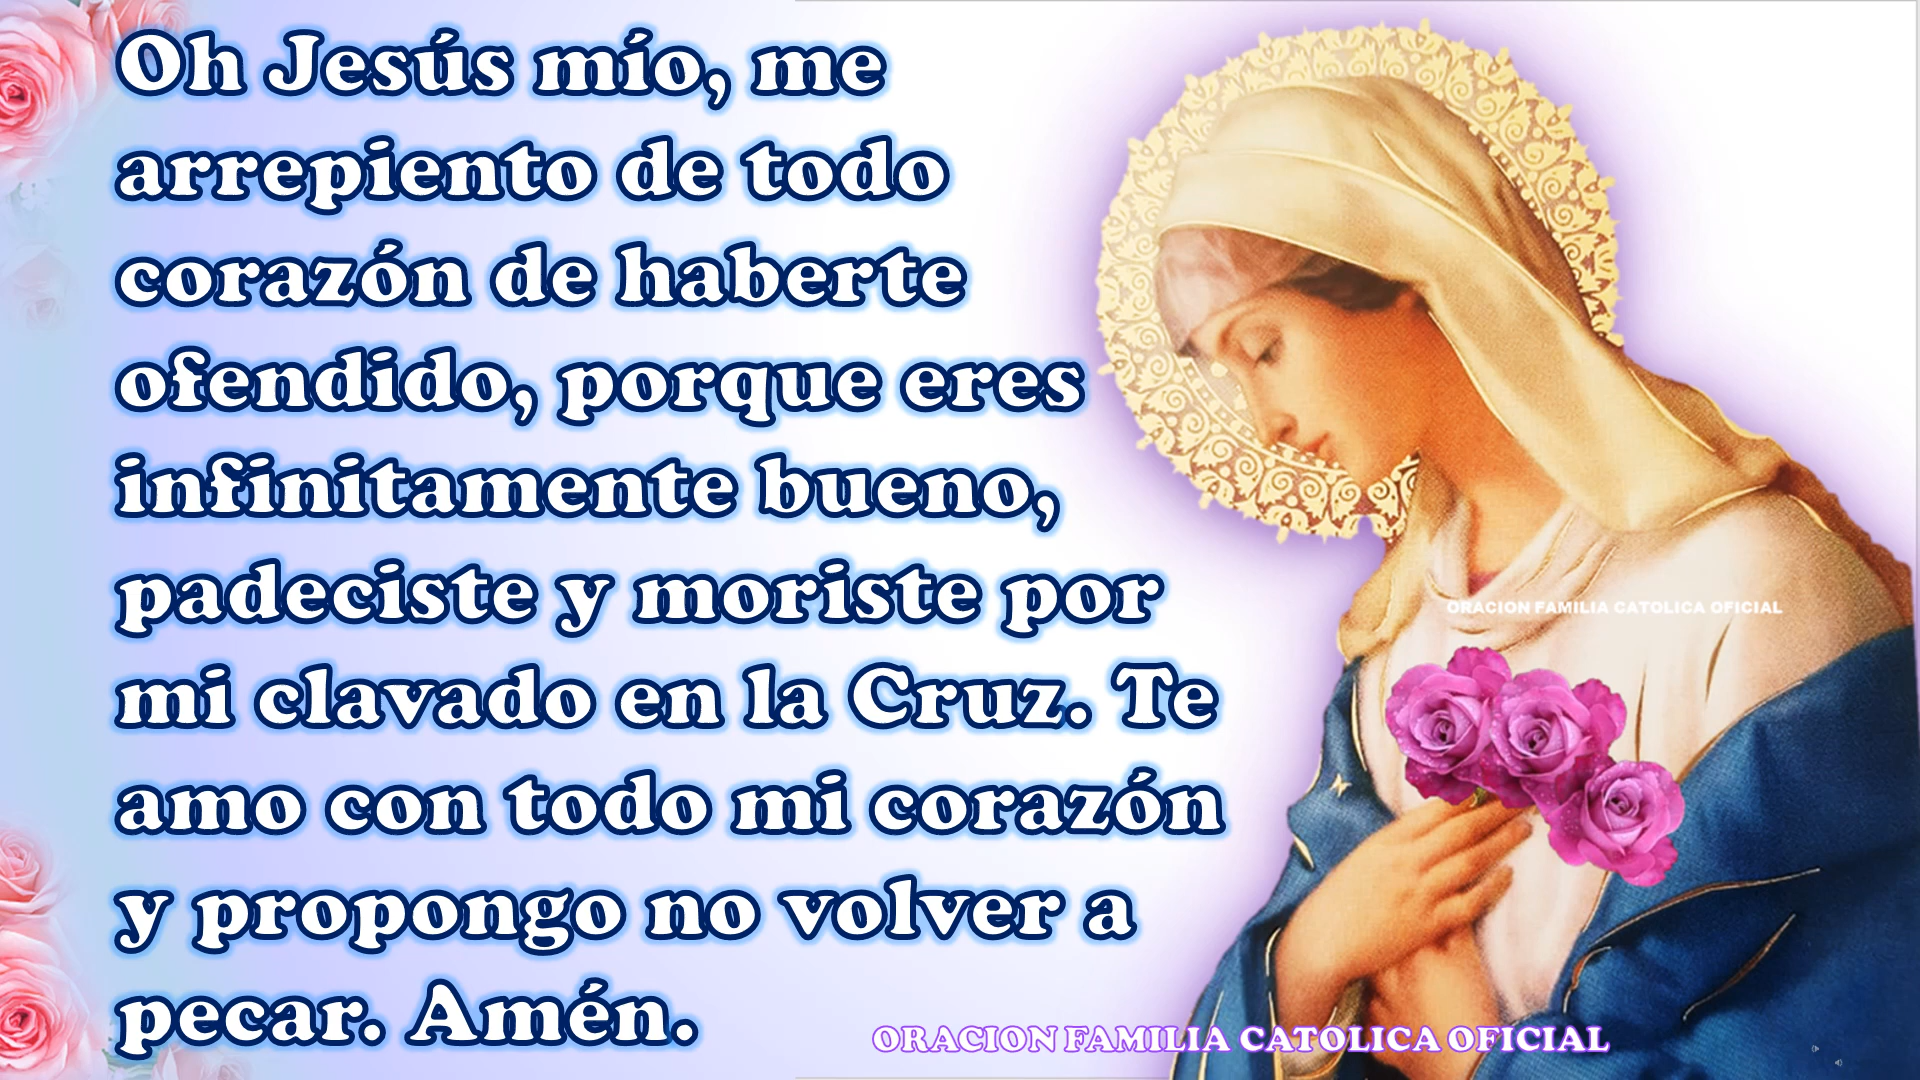 Oh Jesús mío, me
arrepiento de todo
corazón de haberte
ofendido, porque eres
infinitamente bueno,
padeciste y moriste por
mi clavado en la Cruz. Te
amo con todo mi corazón
y propongo no volver a
pecar. Amén.
ORACION FAMILIA CATOLICA OFICIAL
ORACION FAMILIA CATOLICA OFICIAL